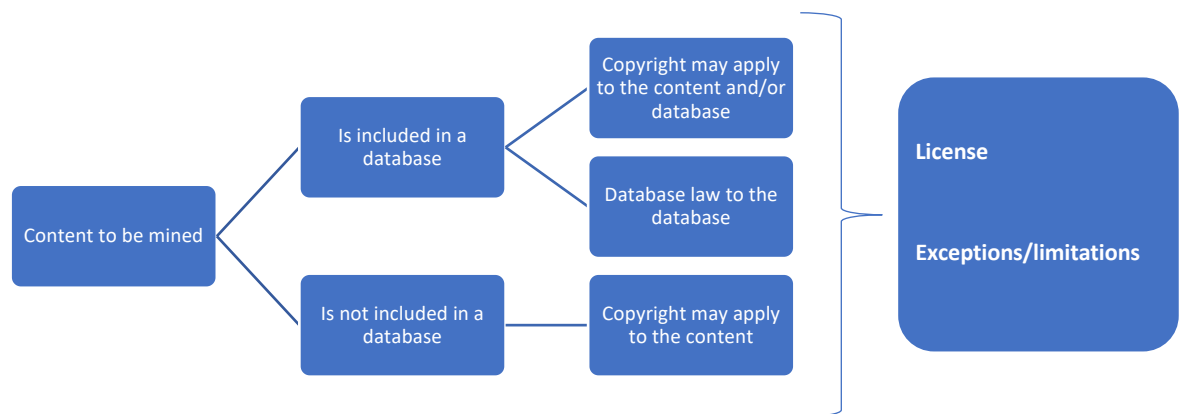 Content to be mined
Is included in a
database
Is not included in a
database
Copyright may apply
to the content and/or
database
Database law to the
database
Copyright may apply
to the content
License
Exceptions/limitations